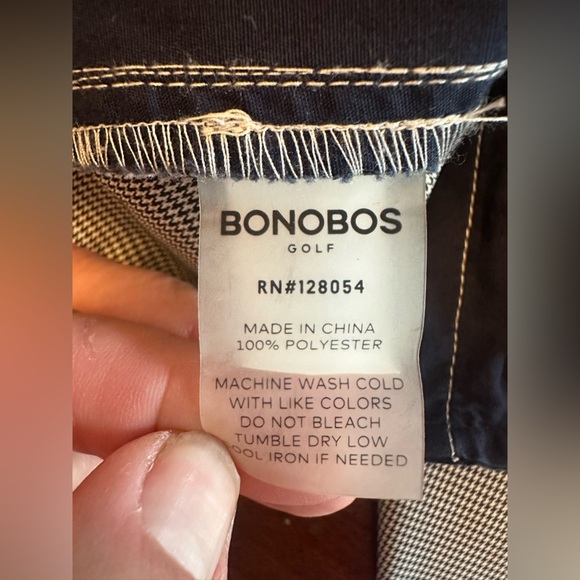 BONOBOS
GOLF
RN#128054
MADE IN CHINA
100% POLYESTER
MACHINE WASH COLD
WITH LIKE COLORS
DO NOT BLEACH
TUMBLE DRY LOW
OOL IRON IF NEEDED